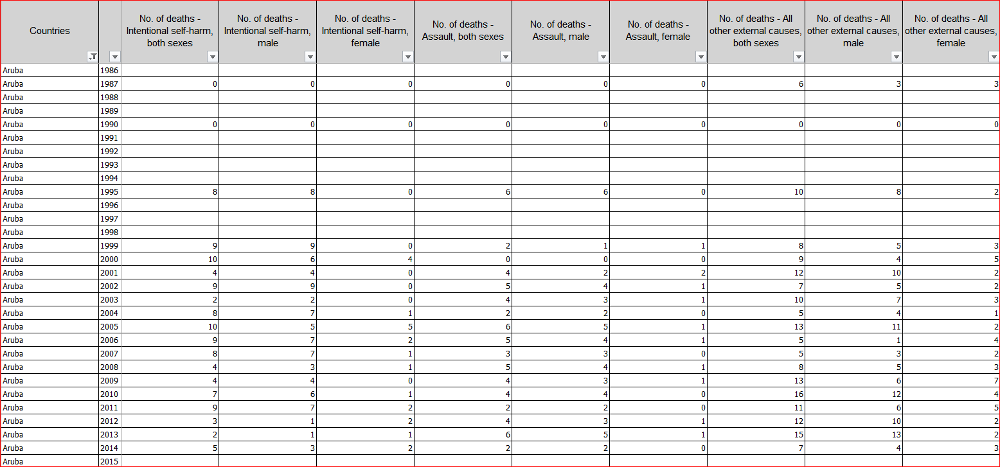 Countries No. of deaths - Intentional self-harm, both sexes No. of deaths - Intentional self-harm, male No. of deaths - Intentional self-harm, female No. of deaths - Assault, both sexes No. of deaths - Assault, male No. of deaths - Assault, female No. of deaths - All other external causes, both sexes No. of deaths - All other external causes, male No. of deaths - All other external causes, female
Aruba 1986
Aruba 1987 0 0 0 0 0 0 6 3 3
Aruba 1988
Aruba 1989
Aruba 1990 0 0 0 0 0 0 0 0 0
Aruba 1991
Aruba 1992
Aruba 1993
Aruba 1994
Aruba 1995 8 8 0 6 6 0 10 8 2
Aruba 1996
Aruba 1997
Aruba 1998
Aruba 1999 9 9 0 2 1 1 8 5 3
Aruba 2000 10 6 4 0 0 0 9 4 5
Aruba 2001 4 4 0 4 2 2 12 10 2
Aruba 2002 9 9 0 5 4 1 7 5 2
Aruba 2003 2 2 0 4 3 1 10 7 3
Aruba 2004 8 7 1 2 2 0 5 4 1
Aruba 2005 10 5 5 6 5 1 13 11 2
Aruba 2006 9 7 2 5 4 1 5 1 4
Aruba 2007 8 7 1 3 3 0 5 3 2
Aruba 2008 4 3 1 5 4 1 8 5 3
Aruba 2009 4 4 0 4 3 1 13 6 7
Aruba 2010 7 6 1 4 4 0 16 12 4
Aruba 2011 9 7 2 2 2 0 11 6 5
Aruba 2012 3 1 2 4 3 1 12 10 2
Aruba 2013 2 1 1 6 5 1 15 13 2
Aruba 2014 5 3 2 2 2 0 7 4 3
Aruba 2015